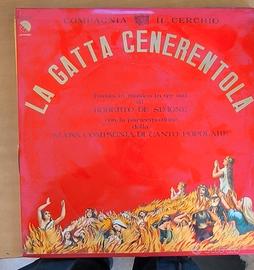 COMPAGNIA IL CERCHIO
LA GATTA CENERENTOLA
favola in musica in tre atti
di
ROBERTO DE SIMONE
con la partecipazione
della
NUOVA COMPAGNIA DI CANTO POPOLARE